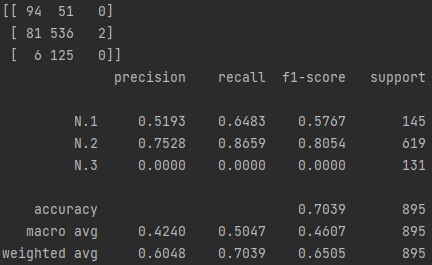 [[ 94  51   0]
 [ 81 536   2]
 [  6 125   0]]
              precision    recall  f1-score   support

         N.1     0.5193    0.6483    0.5767       145
         N.2     0.7528    0.8659    0.8054       619
         N.3     0.0000    0.0000    0.0000       131

    accuracy                         0.7039       895
   macro avg     0.4240    0.5047    0.4607       895
weighted avg     0.6048    0.7039    0.6505       895